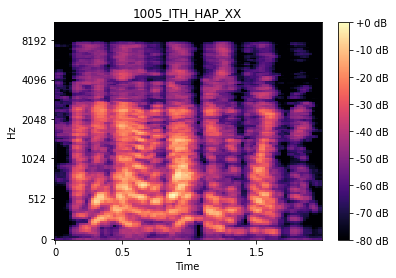 1005_ITH_HAP_XX
8192
4096
2048
1024
512
0
Hz
0
0.5
1
1.5
Time
+0 dB
-10 dB
-20 dB
-30 dB
-40 dB
-50 dB
-60 dB
-70 dB
-80 dB